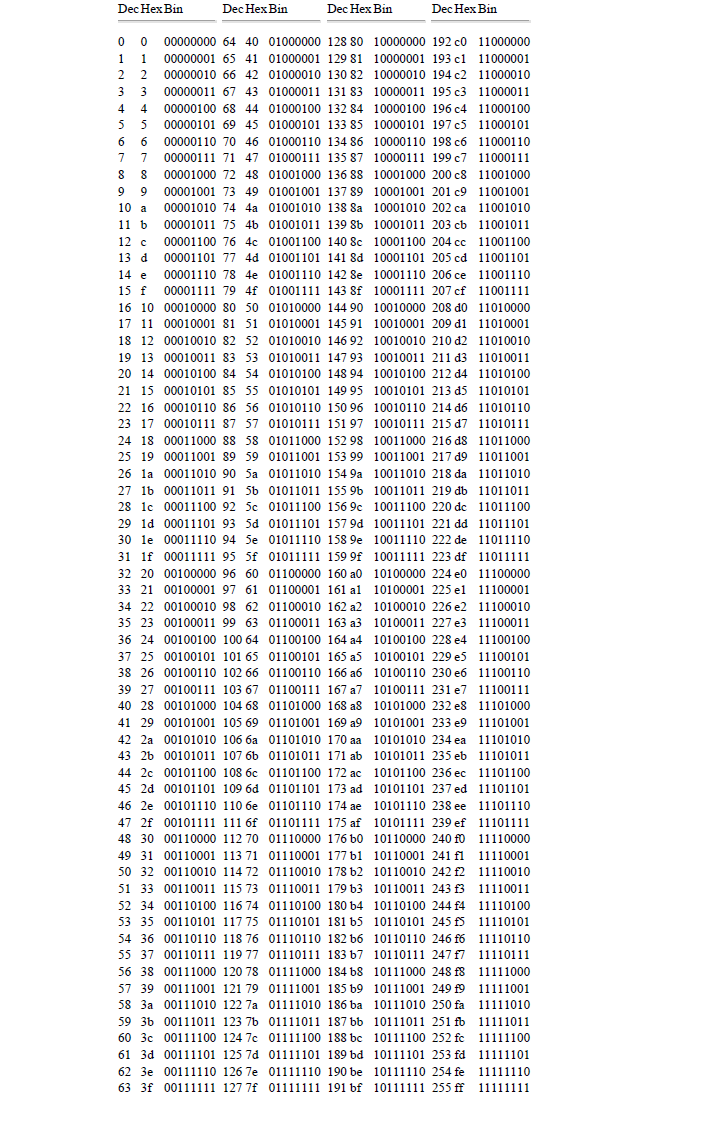 Dec Hex Bin Dec Hex Bin Dec Hex Bin Dec Hex Bin
0 0 00000000 64 40 01000000 128 80 10000000 192 c0 11000000
1 1 00000001 65 41 01000001 129 81 10000001 193 c1 11000001
2 2 00000010 66 42 01000010 130 82 10000010 194 c2 11000010
3 3 00000011 67 43 01000011 131 83 10000011 195 c3 11000011
4 4 00000100 68 44 01000100 132 84 10000100 196 c4 11000100
5 5 00000101 69 45 01000101 133 85 10000101 197 c5 11000101
6 6 00000110 70 46 01000110 134 86 10000110 198 c6 11000110
7 7 00000111 71 47 01000111 135 87 10000111 199 c7 11000111
8 8 00001000 72 48 01001000 136 88 10001000 200 c8 11001000
9 9 00001001 73 49 01001001 137 89 10001001 201 c9 11001001
10 a 00001010 74 4a 01001010 138 8a 10001010 202 ca 11001010
11 b 00001011 75 4b 01001011 139 8b 10001011 203 cb 11001011
12 c 00001100 76 4c 01001100 140 8c 10001100 204 cc 11001100
13 d 00001101 77 4d 01001101 141 8d 10001101 205 cd 11001101
14 e 00001110 78 4e 01001110 142 8e 10001110 206 ce 11001110
15 f 00001111 79 4f 01001111 143 8f 10001111 207 cf 11001111
16 10 00010000 80 50 01010000 144 90 10010000 208 d0 11010000
17 11 00010001 81 51 01010001 145 91 10010001 209 d1 11010001
18 12 00010010 82 52 01010010 146 92 10010010 210 d2 11010010
19 13 00010011 83 53 01010011 147 93 10010011 211 d3 11010011
20 14 00010100 84 54 01010100 148 94 10010100 212 d4 11010100
21 15 00010101 85 55 01010101 149 95 10010101 213 d5 11010101
22 16 00010110 86 56 01010110 150 96 10010110 214 d6 11010110
23 17 00010111 87 57 01010111 151 97 10010111 215 d7 11010111
24 18 00011000 88 58 01011000 152 98 10011000 216 d8 11011000
25 19 00011001 89 59 01011001 153 99 10011001 217 d9 11011001
26 1a 00011010 90 5a 01011010 154 9a 10011010 218 da 11011010
27 1b 00011011 91 5b 01011011 155 9b 10011011 219 db 11011011
28 1c 00011100 92 5c 01011100 156 9c 10011100 220 dc 11011100
29 1d 00011101 93 5d 01011101 157 9d 10011101 221 dd 11011101
30 1e 00011110 94 5e 01011110 158 9e 10011110 222 de 11011110
31 1f 00011111 95 5f 01011111 159 9f 10011111 223 df 11011111
32 20 00100000 96 60 01100000 160 a0 10100000 224 e0 11100000
33 21 00100001 97 61 01100001 161 a1 10100001 225 e1 11100001
34 22 00100010 98 62 01100010 162 a2 10100010 226 e2 11100010
35 23 00100011 99 63 01100011 163 a3 10100011 227 e3 11100011
36 24 00100100 100 64 01100100 164 a4 10100100 228 e4 11100100
37 25 00100101 101 65 01100101 165 a5 10100101 229 e5 11100101
38 26 00100110 102 66 01100110 166 a6 10100110 230 e6 11100110
39 27 00100111 103 67 01100111 167 a7 10100111 231 e7 11100111
40 28 00101000 104 68 01101000 168 a8 10101000 232 e8 11101000
41 29 00101001 105 69 01101001 169 a9 10101001 233 e9 11101001
42 2a 00101010 106 6a 01101010 170 aa 10101010 234 ea 11101010
43 2b 00101011 107 6b 01101011 171 ab 10101011 235 eb 11101011
44 2c 00101100 108 6c 01101100 172 ac 10101100 236 ec 11101100
45 2d 00101101 109 6d 01101101 173 ad 10101101 237 ed 11101101
46 2e 00101110 110 6e 01101110 174 ae 10101110 238 ee 11101110
47 2f 00101111 111 6f 01101111 175 af 10101111 239 ef 11101111
48 30 00110000 112 70 01110000 176 b0 10110000 240 f0 11110000
49 31 00110001 113 71 01110001 177 b1 10110001 241 f1 11110001
50 32 00110010 114 72 01110010 178 b2 10110010 242 f2 11110010
51 33 00110011 115 73 01110011 179 b3 10110011 243 f3 11110011
52 34 00110100 116 74 01110100 180 b4 10110100 244 f4 11110100
53 35 00110101 117 75 01110101 181 b5 10110101 245 f5 11110101
54 36 00110110 118 76 01110110 182 b6 10110110 246 f6 11110110
55 37 00110111 119 77 01110111 183 b7 10110111 247 f7 11110111
56 38 00111000 120 78 01111000 184 b8 10111000 248 f8 11111000
57 39 00111001 121 79 01111001 185 b9 10111001 249 f9 11111001
58 3a 00111010 122 7a 01111010 186 ba 10111010 250 fa 11111010
59 3b 00111011 123 7b 01111011 187 bb 10111011 251 fb 11111011
60 3c 00111100 124 7c 01111100 188 bc 10111100 252 fc 11111100
61 3d 00111101 125 7d 01111101 189 bd 10111101 253 fd 11111101
62 3e 00111110 126 7e 01111110 190 be 10111110 254 fe 11111110
63 3f 00111111 127 7f 01111111 191 bf 10111111 255 ff 11111111